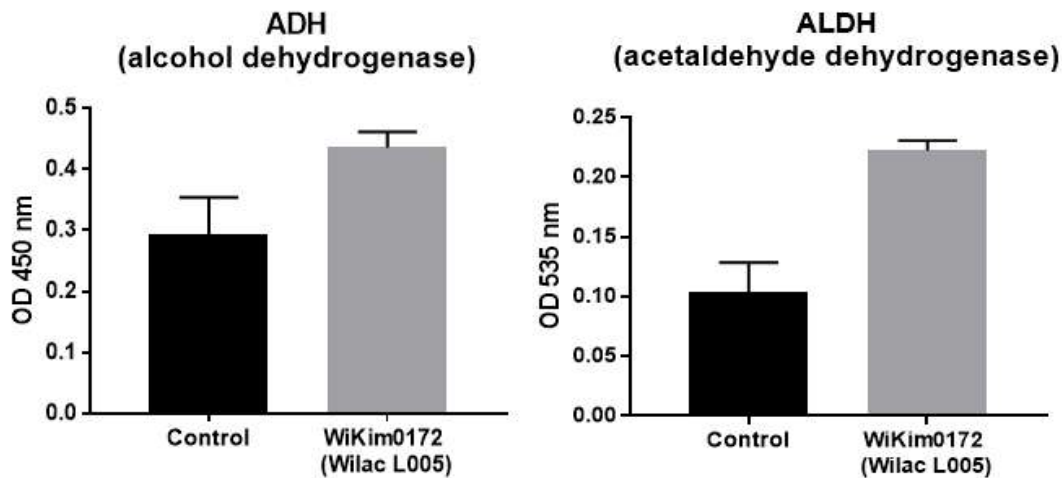 ADH
(alcohol dehydrogenase)
OD 450 nm
0.5
0.4
0.3
0.2
0.1
0.0
Control
WiKim0172
(Wilac L005)
ALDH
(acetaldehyde dehydrogenase)
OD 535 nm
0.25
0.20
0.15
0.10
0.05
0.00
Control
WiKim0172
(Wilac L005)